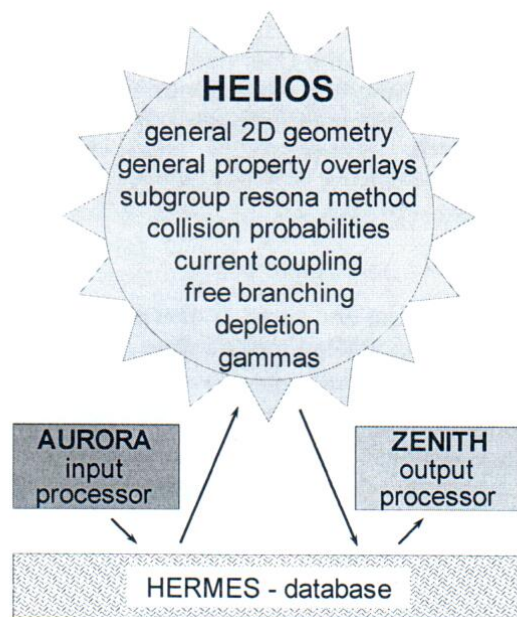 HELIOS
general 2D geometry
general property overlays
subgroup resona method
collision probabilities
current coupling
free branching
depletion
gammas
AURORA
input
processor
ZENITH
output
processor
HERMES - database